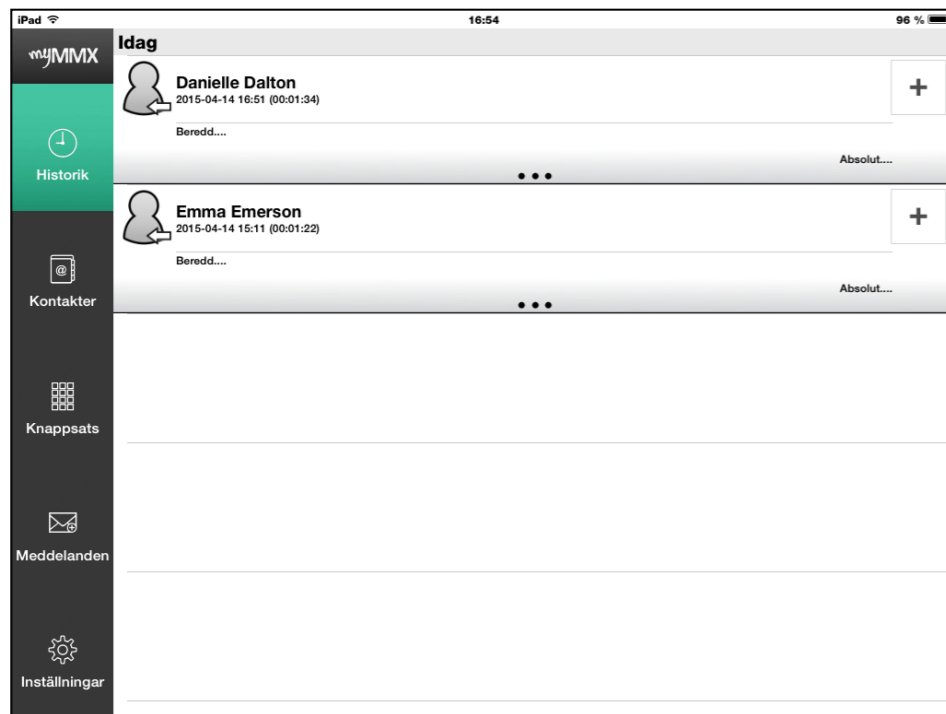 iPad 16:54 96 %
myMMX
Idag
Danielle Dalton
2015-04-14 16:51 (00:01:34)
+
Beredd....
Absolut....
Historik
Emma Emerson
2015-04-14 15:11 (00:01:22)
+
Beredd....
Absolut....
Kontakter
Knappsats
Meddelanden
Inställningar